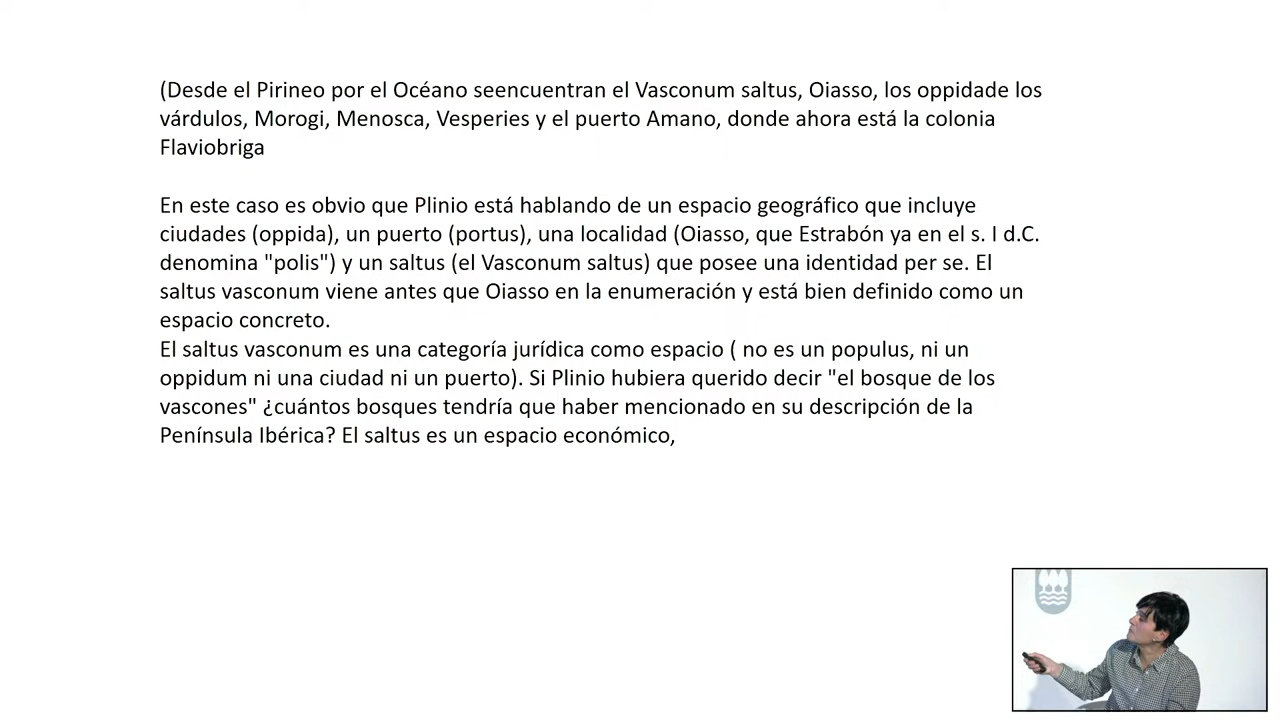 (Desde el Pirineo por el Océano seencuentran el Vasconum saltus, Oiasso, los oppidade los
várdulos, Morogi, Menosca, Vesperies y el puerto Amano, donde ahora está la colonia
Flaviobriga
En este caso es obvio que Plinio está hablando de un espacio geográfico que incluye
ciudades (oppida), un puerto (portus), una localidad (Oiasso, que Estrabón ya en el s. I d.C.
denomina "polis") y un saltus (el Vasconum saltus) que posee una identidad per se. El
saltus vasconum viene antes que Oiasso en la enumeración y está bien definido como un
espacio concreto.
El saltus vasconum es una categoría jurídica como espacio ( no es un populus, ni un
oppidum ni una ciudad ni un puerto). Si Plinio hubiera querido decir "el bosque de los
vascones" ¿cuántos bosques tendría que haber mencionado en su descripción de la
Península Ibérica? El saltus es un espacio económico,